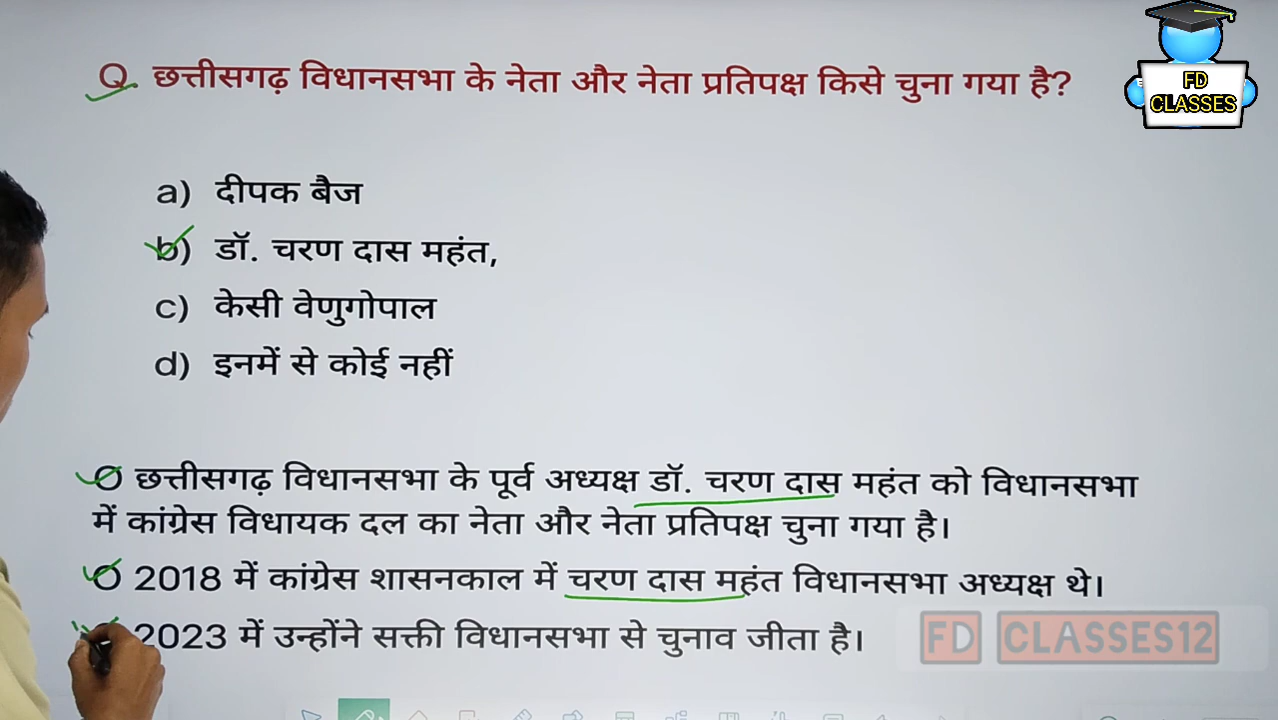 Q. छत्तीसगढ़ विधानसभा के नेता और नेता प्रतिपक्ष किसे चुना गया है?
FD
CLASSES
a) दीपक बैज
b) डॉ. चरण दास महंत,
c) केसी वेणुगोपाल
d) इनमें से कोई नहीं
O छत्तीसगढ़ विधानसभा के पूर्व अध्यक्ष डॉ. चरण दास महंत को विधानसभा
में कांग्रेस विधायक दल का नेता और नेता प्रतिपक्ष चुना गया है।
O 2018 में कांग्रेस शासनकाल में चरण दास महंत विधानसभा अध्यक्ष थे।
2023 में उन्होंने सक्ती विधानसभा से चुनाव जीता है।
FD CLASSES12